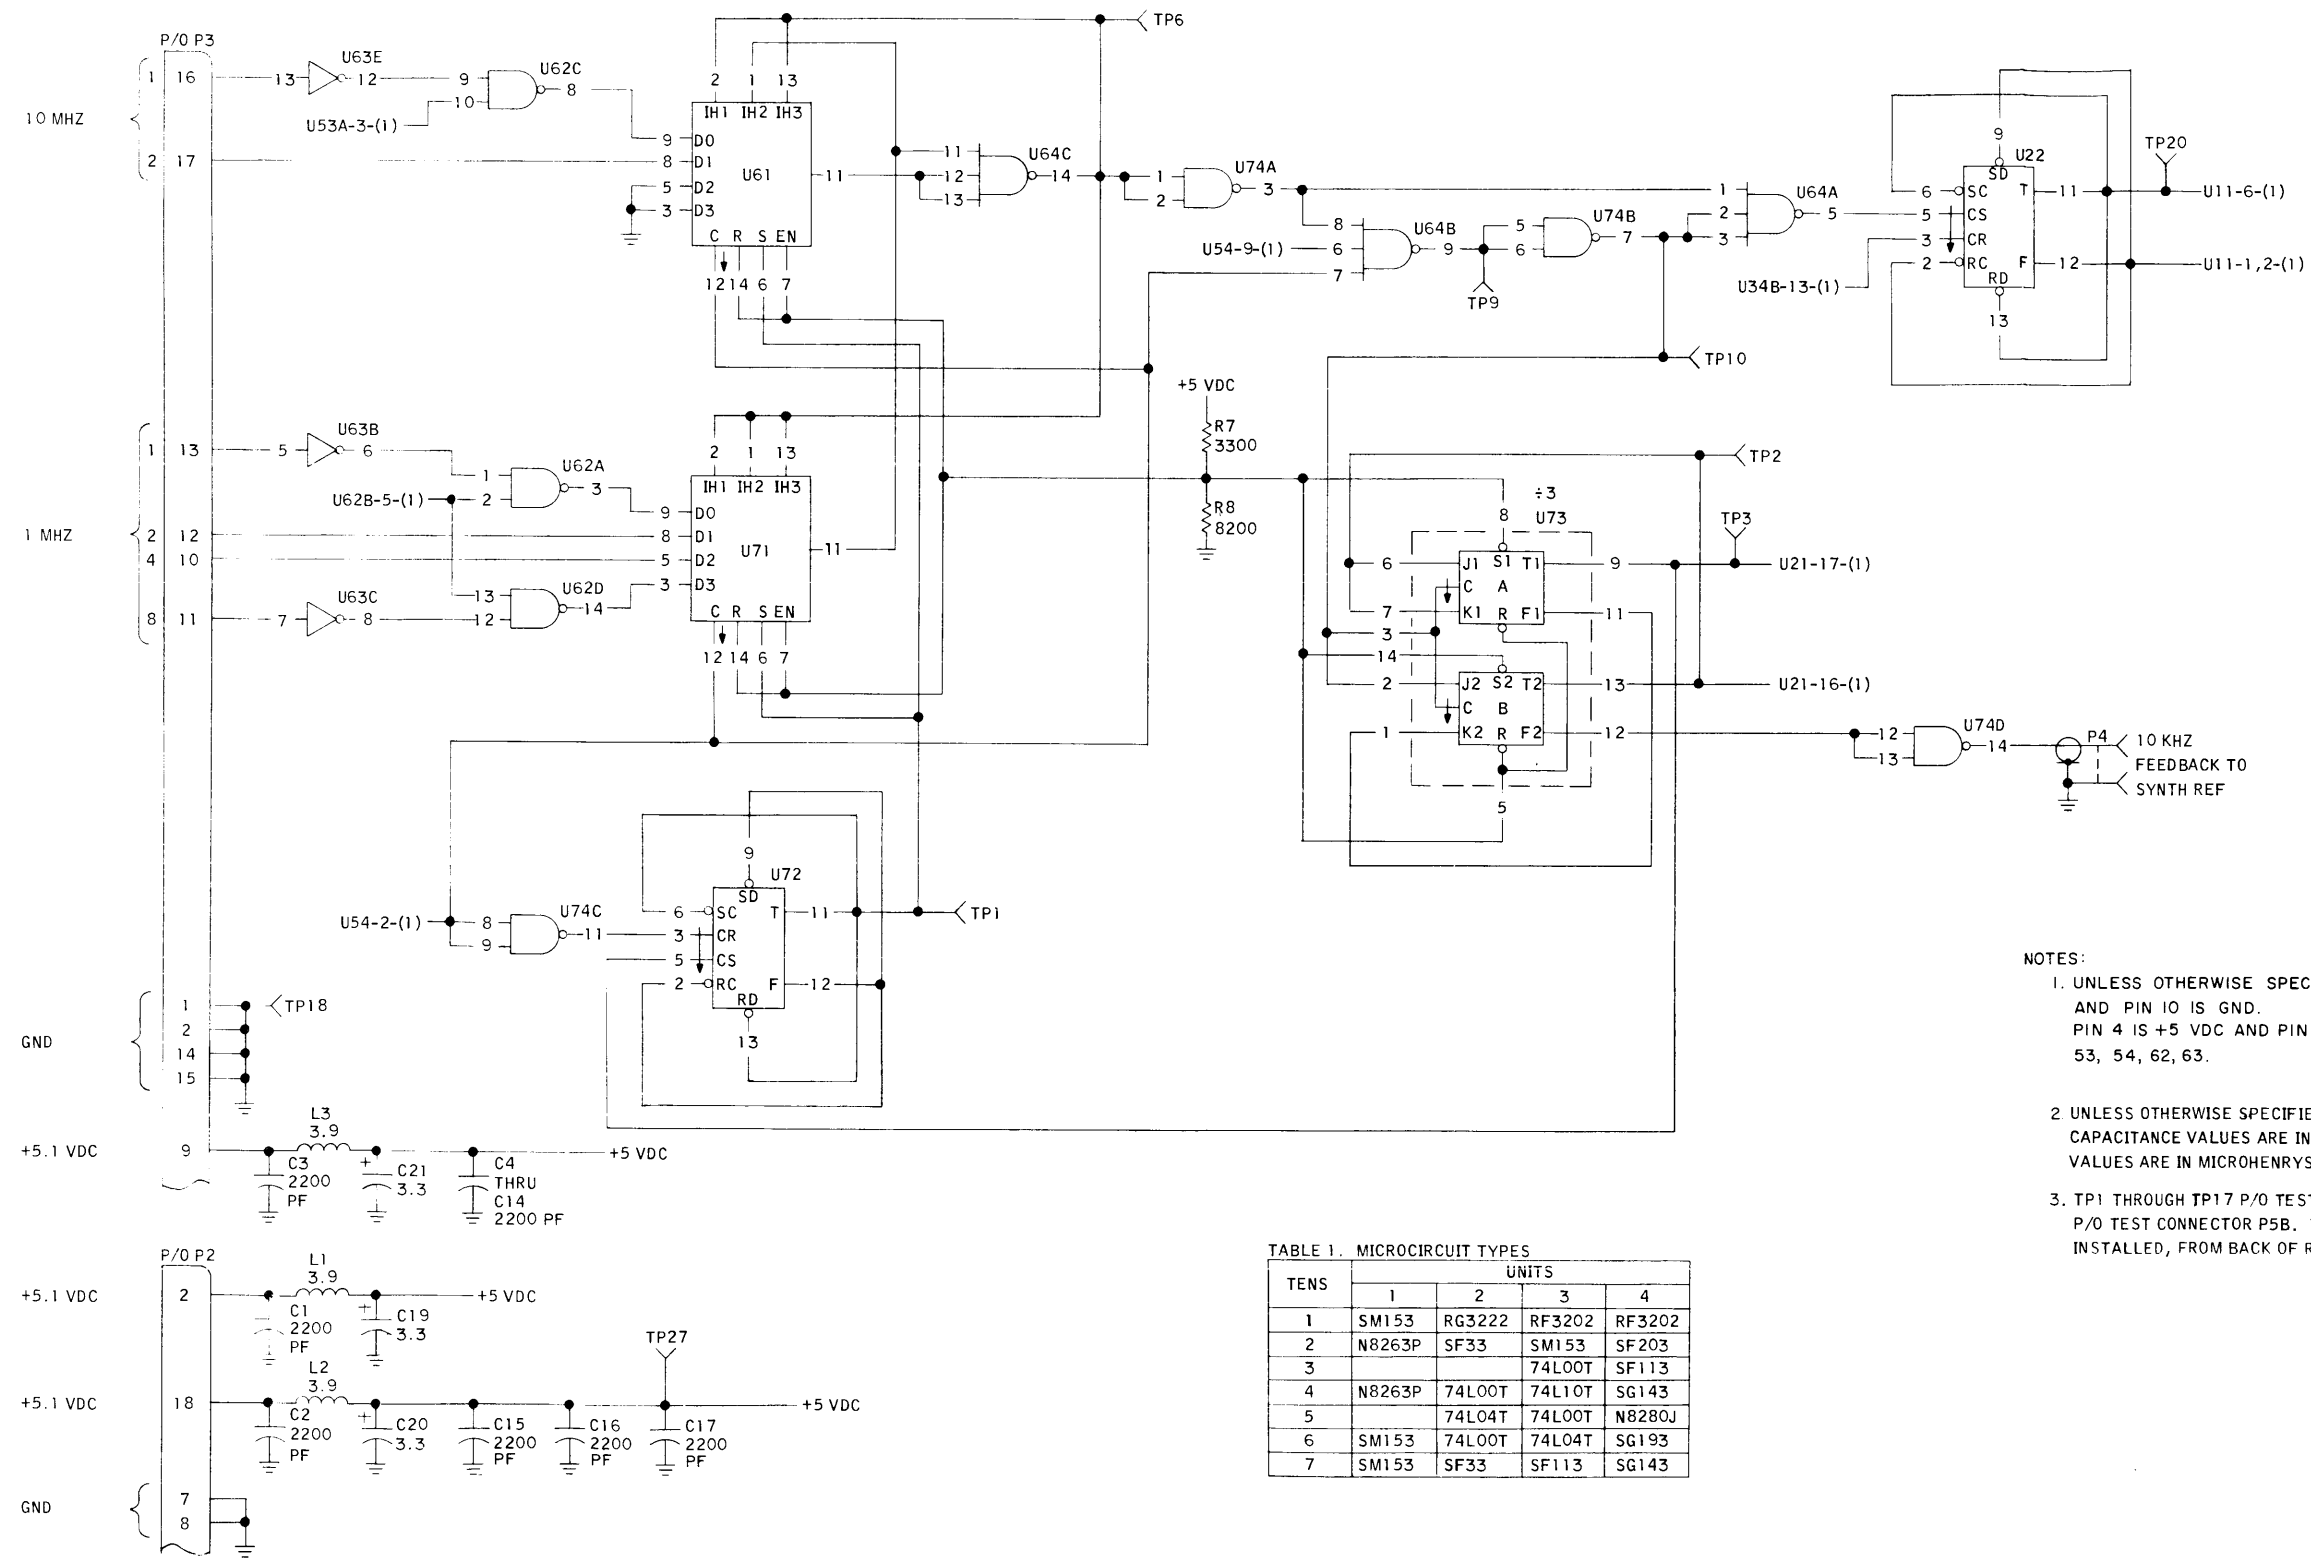 P/O P3
10 MHZ
1 16
2 17
13 U63E 12
9 U62C 8
10
U53A-3-(1)
2 1 13
IH1 IH2 IH3
9 D0
8 D1
5 D2
3 D3
U61
11
C R S EN
12 14 6 7
TP6
11 U64C
12 14
13
1 U74A 3
2
8 U64B
U54-9-(1) 6 9
7
TP9
5 U74B 7
6
TP10
1 U64A
2 5
3
U34B-13-(1)
9
SD U22
6 SC T 11
5 CS
3 CR
2 RC F 12
RD
13
TP20
U11-6-(1)
U11-1,2-(1)
1 MHZ
1 13
2 12
4 10
8 11
5 U63B 6
1 U62A 3
U62B-5-(1) 2
7 U63C 8
13 U62D 14
12
2 1 13
IH1 IH2 IH3
9 D0
8 D1
5 D2
3 D3
U71
11
C R S EN
12 14 6 7
+5 VDC
R7
3300
R8
8200
TP2
÷3
8 U73
TP3
6 J1 S1 T1 9
U21-17-(1)
C A
7 K1 R F1 11
3
14
2 J2 S2 T2 13
U21-16-(1)
C B
1 K2 R F2 12
5
12 U74D 14
13
P4
10 KHZ
FEEDBACK TO
SYNTH REF
U54-2-(1) 8 U74C 11
9
9
SD U72
6 SC T 11
3 CR
5 CS
2 RC F 12
RD
13
TP1
GND
1
2
14
15
TP18
+5.1 VDC 9
L3
3.9
C3
2200
PF
+
C21
3.3
C4
THRU
C14
2200 PF
+5 VDC
P/O P2
+5.1 VDC 2
L1
3.9
C1
2200
PF
+
C19
3.3
+5 VDC
+5.1 VDC 18
L2
3.9
C2
2200
PF
+
C20
3.3
C15
2200
PF
C16
2200
PF
TP27
C17
2200
PF
+5 VDC
GND
7
8
NOTES:
1. UNLESS OTHERWISE SPEC
AND PIN 10 IS GND.
PIN 4 IS +5 VDC AND PIN
53, 54, 62, 63.
2 UNLESS OTHERWISE SPECIFIE
CAPACITANCE VALUES ARE IN
VALUES ARE IN MICROHENRYS
3. TP1 THROUGH TP17 P/O TEST
P/O TEST CONNECTOR P5B.
INSTALLED, FROM BACK OF R
TABLE 1. MICROCIRCUIT TYPES
TENS UNITS
1 2 3 4
1 SM153 RG3222 RF3202 RF3202
2 N8263P SF33 SM153 SF203
3 74L00T SF113
4 N8263P 74L00T 74L10T SG143
5 74L04T 74L00T N8280J
6 SM153 74L00T 74L04T SG193
7 SM153 SF33 SF113 SG143